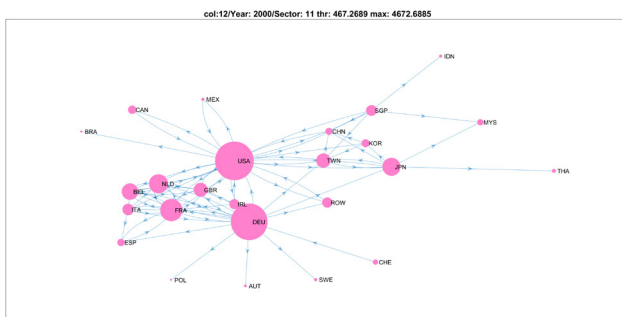 col:12/Year: 2000/Sector: 11 thr: 467.2689 max: 4672.6885
IDN
MEX
CAN
SGP
MYS
BRA
CHN
KOR
USA
TWN
JPN
THA
NLD
BEL
GBR
ITA
FRA
IRL
ROW
DEU
ESP
CHE
POL
AUT
SWE